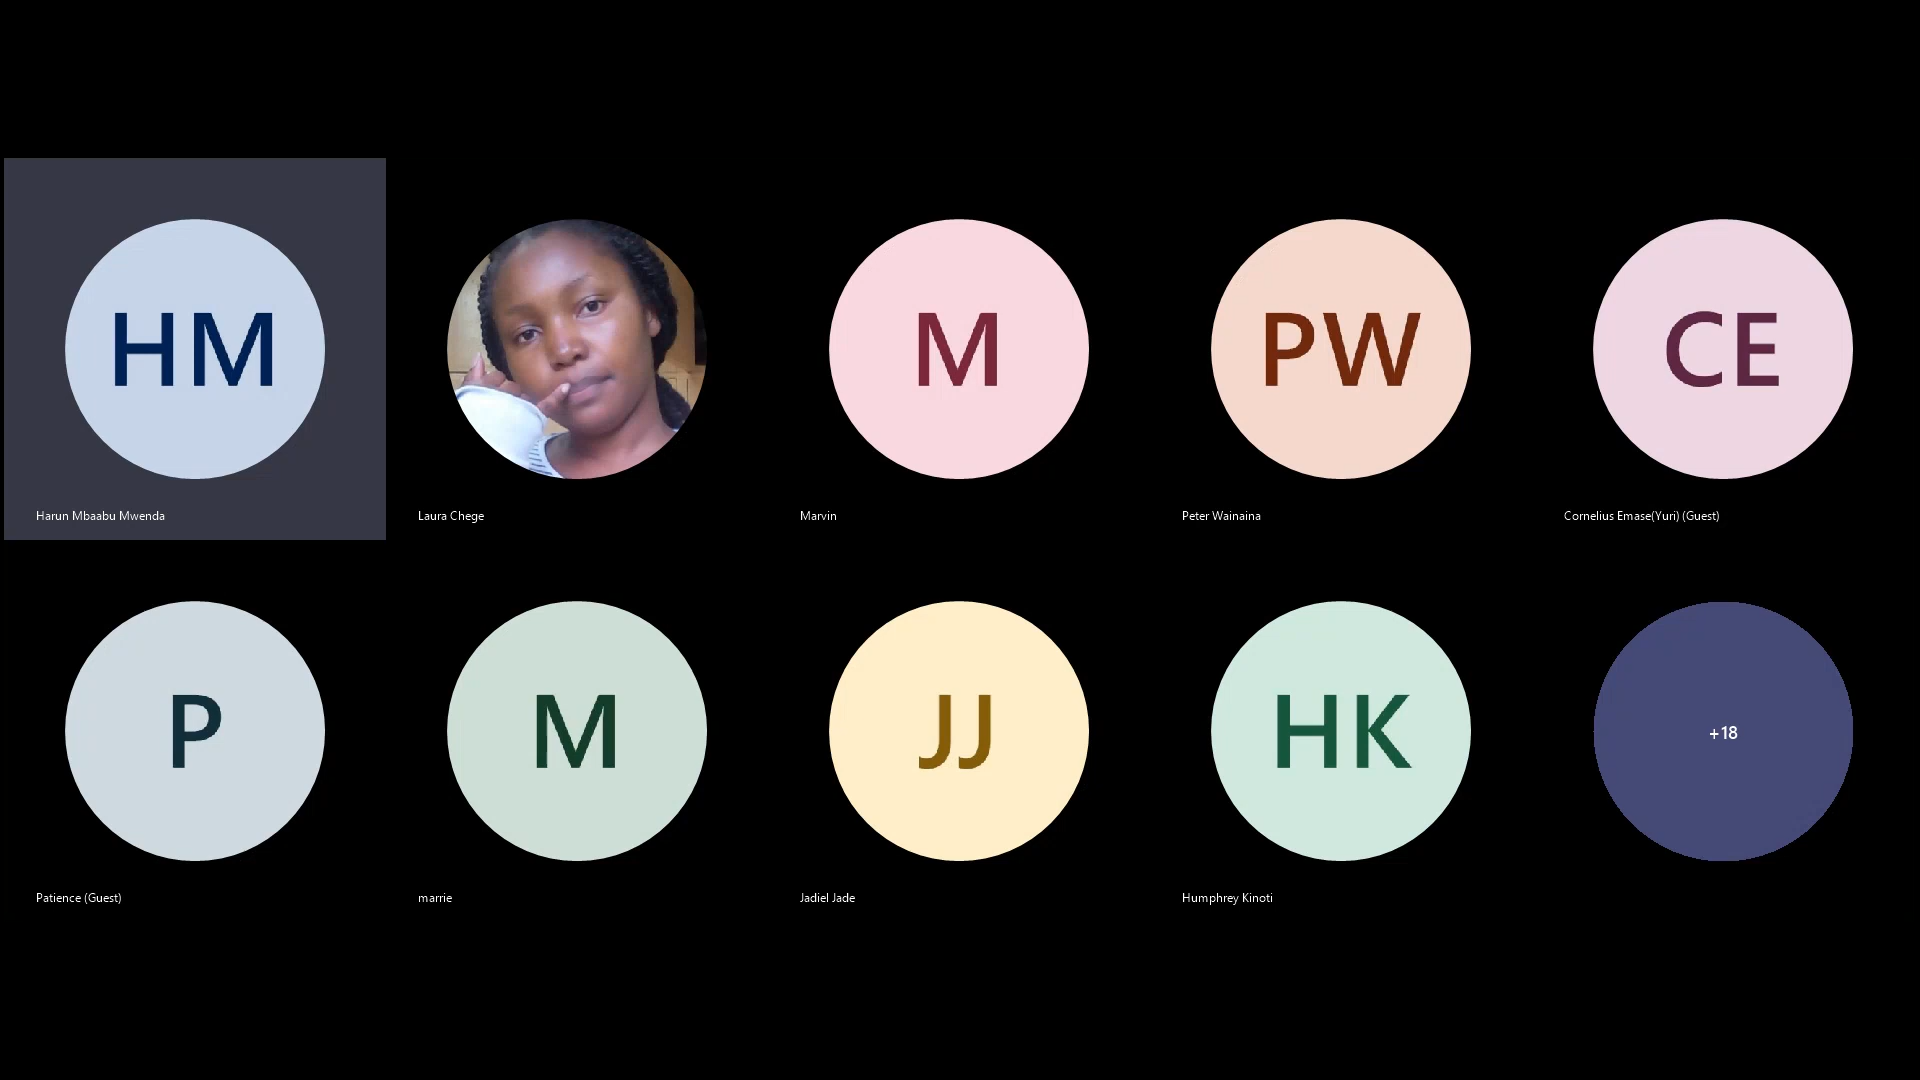 HM
Harun Mbaabu Mwenda
Laura Chege
M
Marvin
PW
Peter Wainaina
CE
Cornelius Emase(Yuri) (Guest)
P
Patience (Guest)
M
marrie
JJ
Jadiel Jade
HK
Humphrey Kinoti
+18